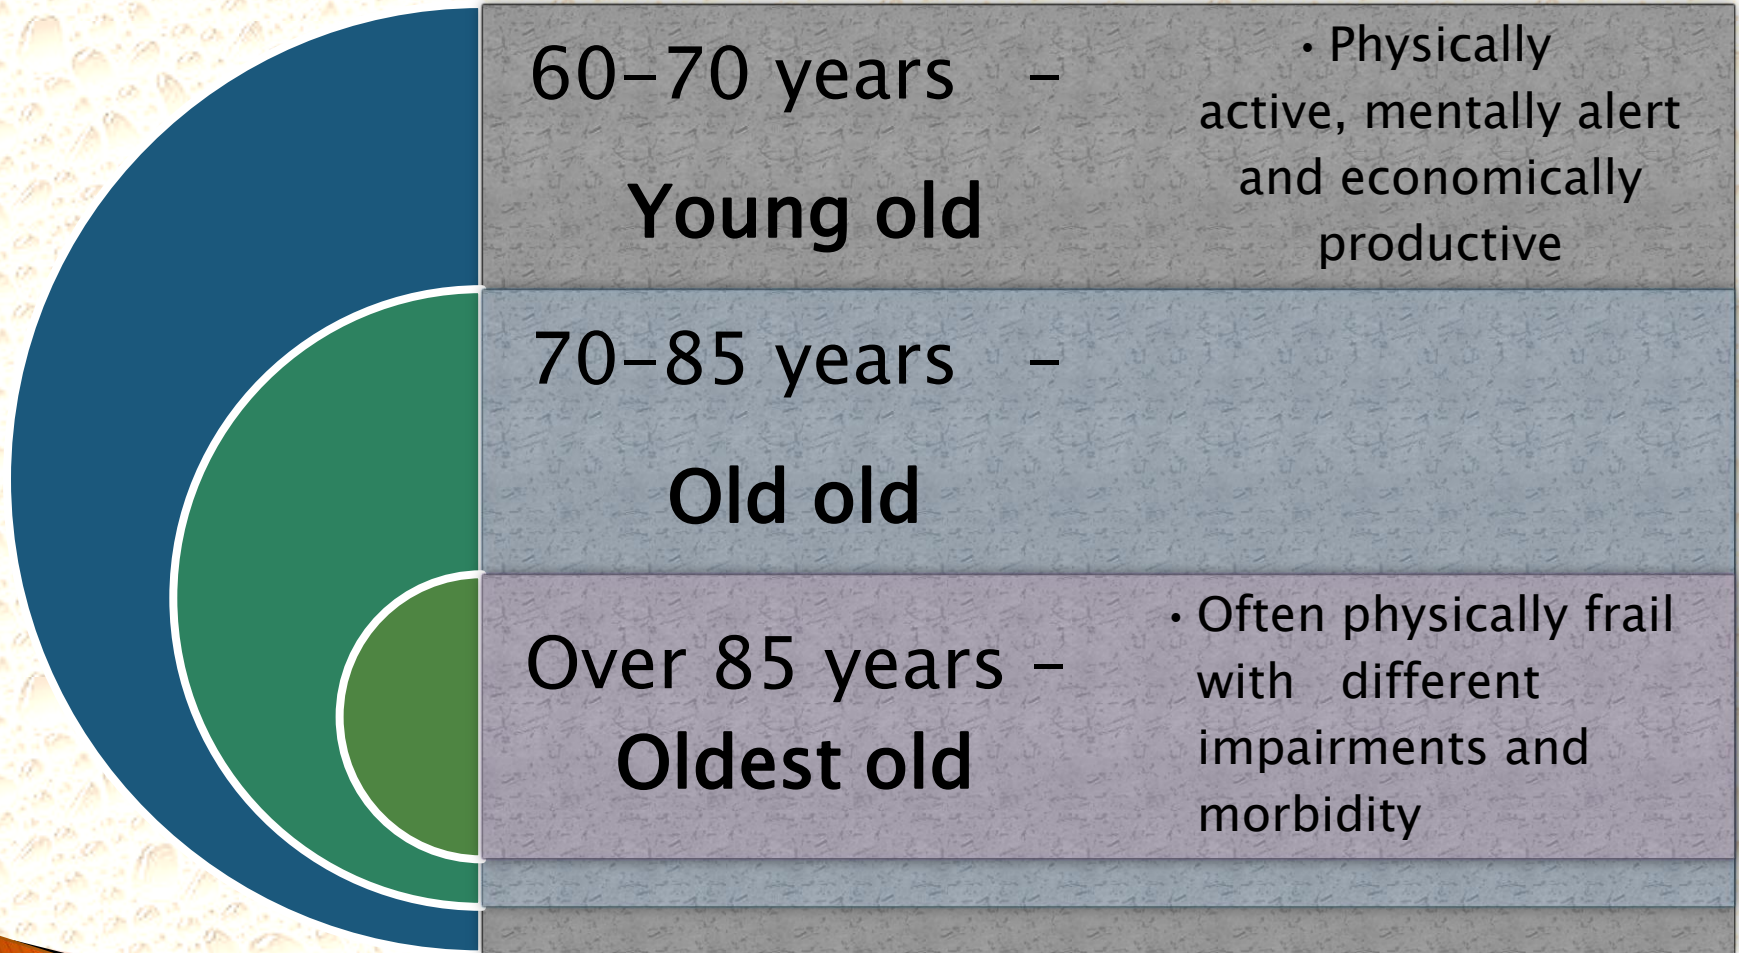 60–70 years –
Young old
• Physically
active, mentally alert
and economically
productive
70–85 years –
Old old
Over 85 years –
Oldest old
• Often physically frail
with different
impairments and
morbidity